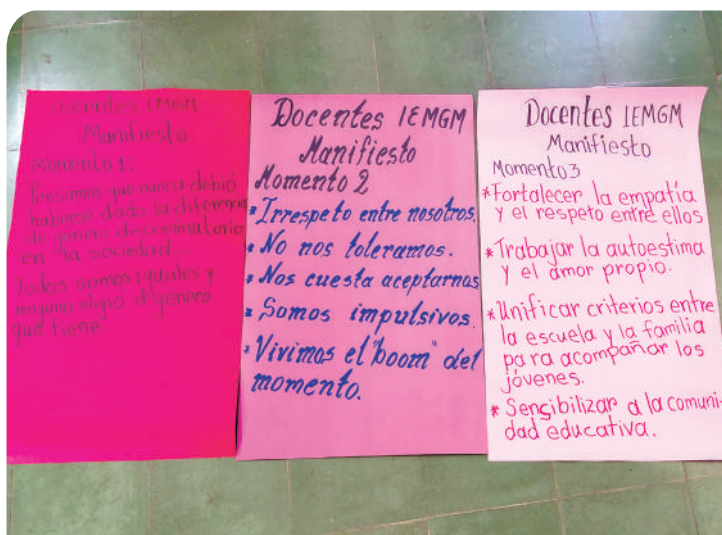 Docentes IEMGM
Manifiesto
Momento 1:
Pensamos que nunca debió
haberse dado la diferencia
de género discriminatorio
en la sociedad...
Todos somos iguales y
ninguno eligió el género
que tiene
Docentes IEMGM
Manifiesto
Momento 2
* Irrespeto entre nosotros.
* No nos toleramos.
* Nos cuesta aceptarnos
* Somos impulsivos.
* Vivimos el "boom" del
momento.
Docentes IEMGM
Manifiesto
Momento 3
* Fortalecer la empatía
y el respeto entre ellos
* Trabajar la autoestima
y el amor propio.
* Unificar criterios entre
la escuela y la familia
para acompañar los
jóvenes.
* Sensibilizar a la comuni-
dad educativa.